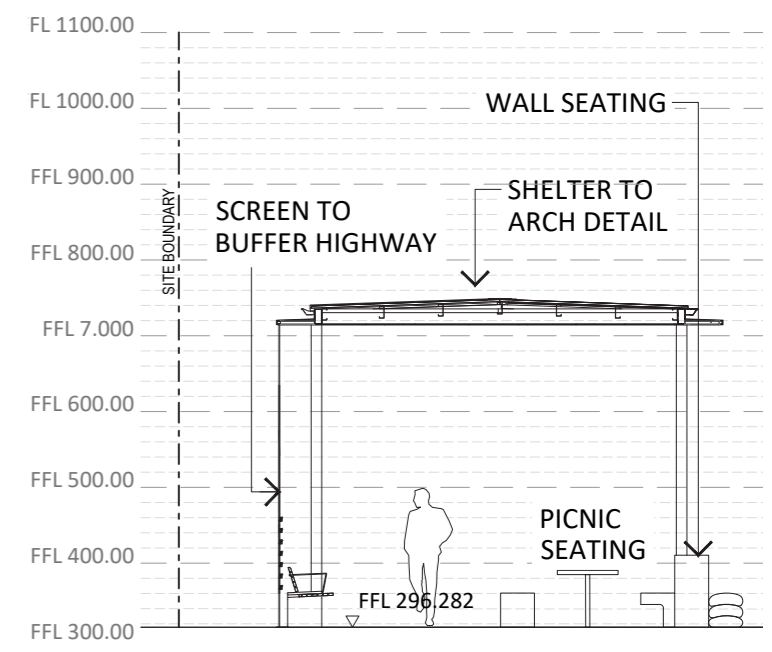 FL 1100.00
FL 1000.00
WALL SEATING
FFL 900.00
SHELTER TO
ARCH DETAIL
SITE BOUNDARY
SCREEN TO
BUFFER HIGHWAY
FFL 800.00
FFL 7.000
FFL 600.00
FFL 500.00
PICNIC
SEATING
FFL 400.00
FFL 296.282
FFL 300.00